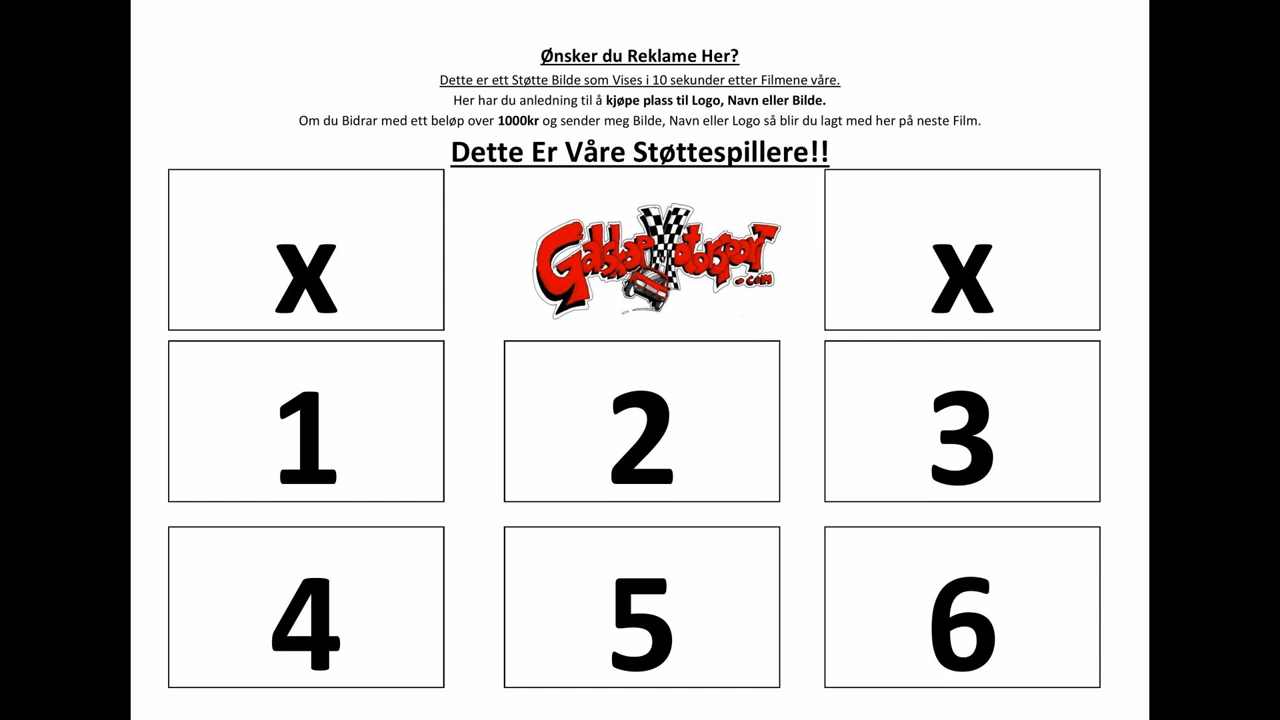 Ønsker du Reklame Her?
Dette er ett Støtte Bilde som Vises i 10 sekunder etter Filmene våre.
Her har du anledning til å kjøpe plass til Logo, Navn eller Bilde.
Om du Bidrar med ett beløp over 1000kr og sender meg Bilde, Navn eller Logo så blir du lagt med her på neste Film.
Dette Er Våre Støttespillere!!
x
x
.com
1
2
3
4
5
6